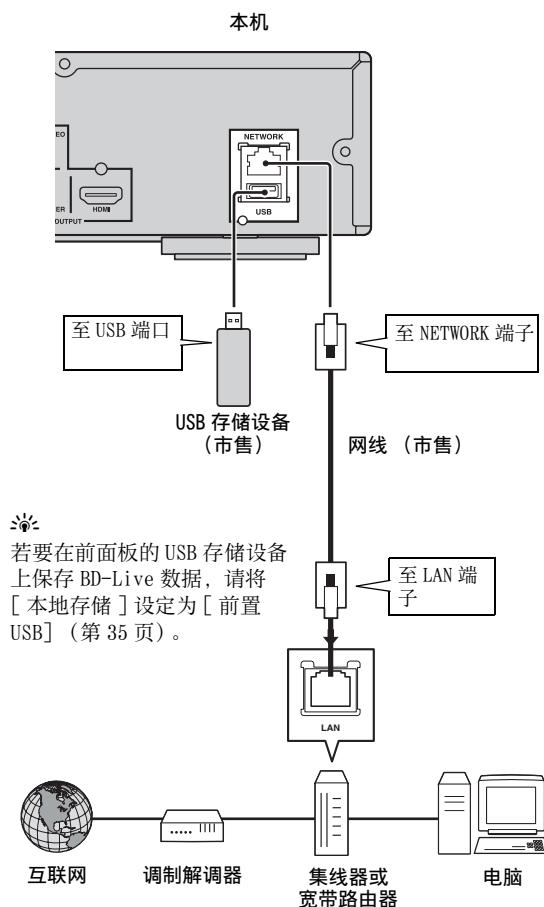 本机
EO
ER
OUTPUT
HDMI
NETWORK
USB
至 USB 端口
至 NETWORK 端子
USB 存储设备
（市售）
网线 （市售）
若要在前面板的 USB 存储设备
上保存 BD-Live 数据, 请将
[ 本地存储 ] 设定为 [ 前置
USB] （第 35 页）。
至 LAN 端
子
LAN
互联网
调制解调器
集线器或
宽带路由器
电脑